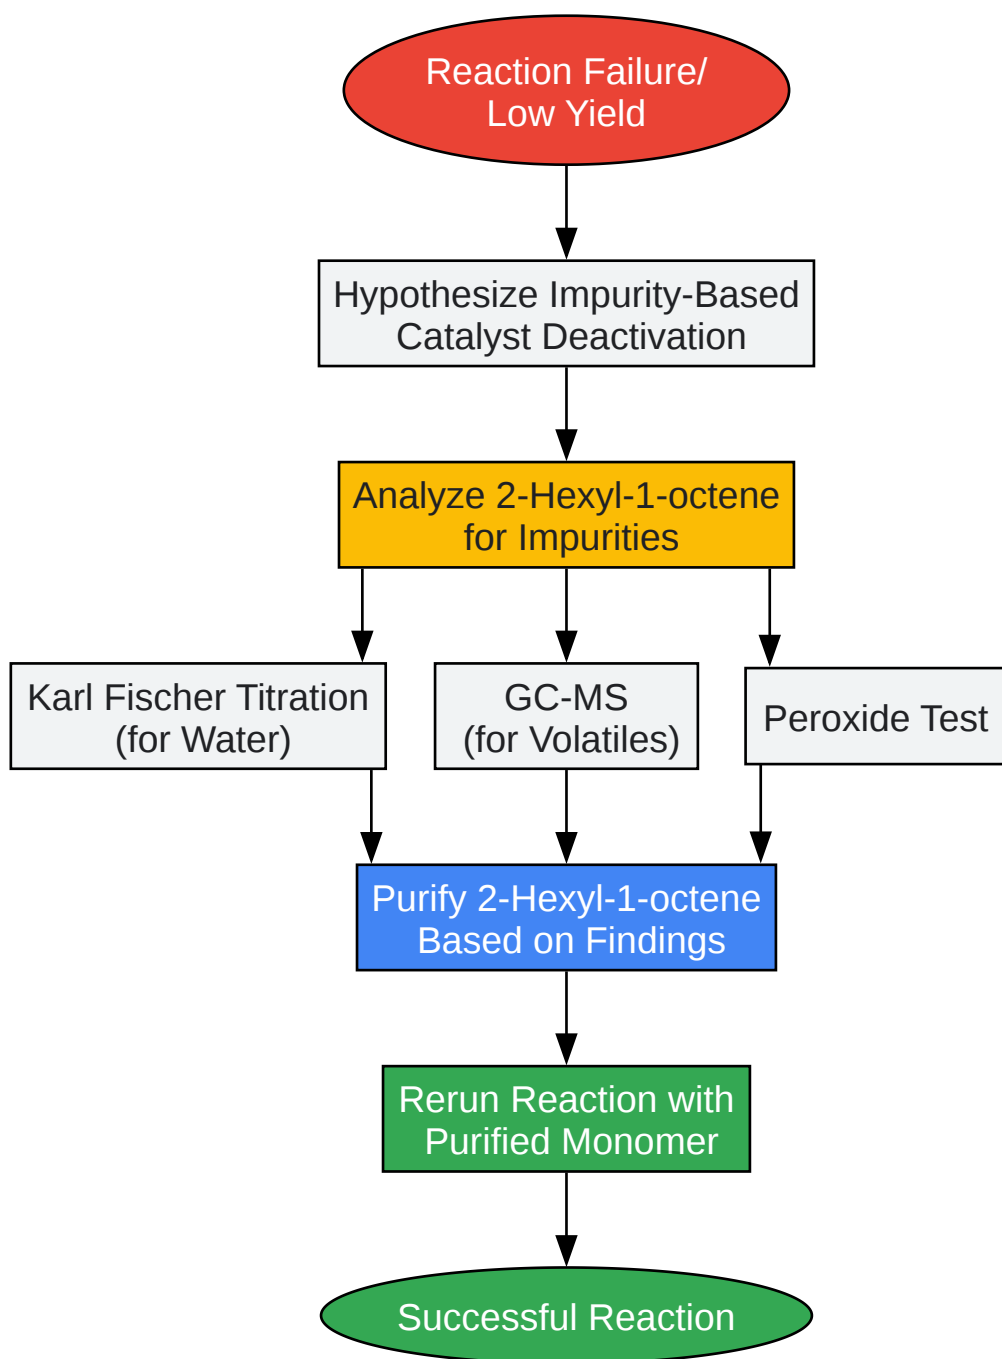 Reaction Failure/
Low Yield
Hypothesize Impurity-Based
Catalyst Deactivation
Analyze 2-Hexyl-1-octene
for Impurities
Karl Fischer Titration
(for Water)
GC-MS
(for Volatiles)
Peroxide Test
Purify 2-Hexyl-1-octene
Based on Findings
Rerun Reaction with
Purified Monomer
Successful Reaction